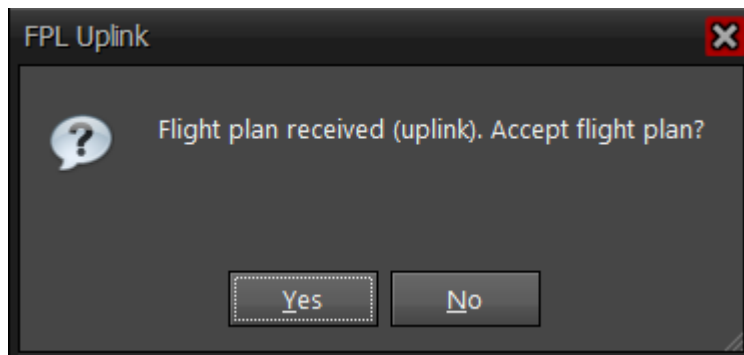 FPL Uplink
Flight plan received (uplink). Accept flight plan?
Yes
No